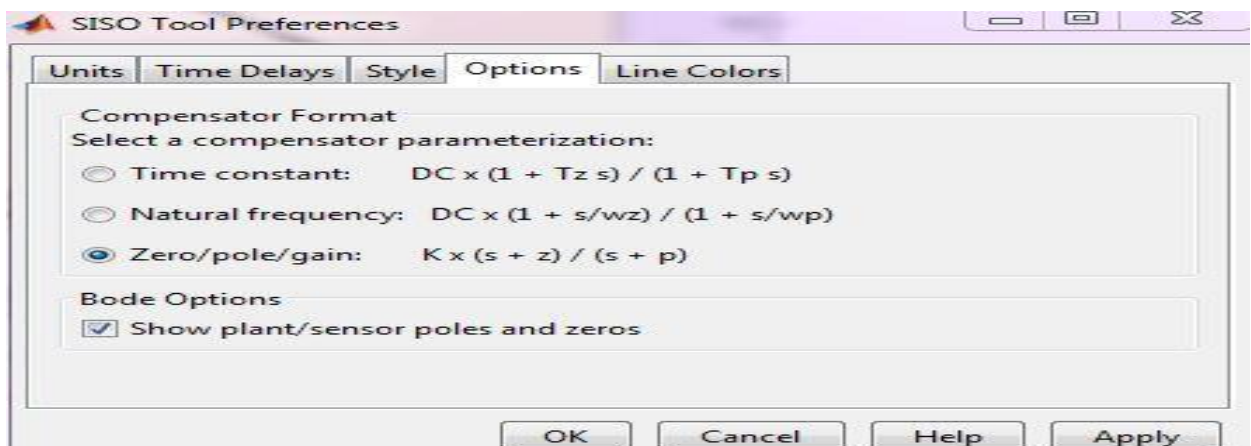 SISO Tool Preferences
Units Time Delays Style Options Line Colors
Compensator Format
Select a compensator parameterization:
Time constant: DC x (1 + Tz s) / (1 + Tp s)
Natural frequency: DC x (1 + s/wz) / (1 + s/wp)
Zero/pole/gain: K x (s + z) / (s + p)
Bode Options
Show plant/sensor poles and zeros
OK Cancel Help Apply